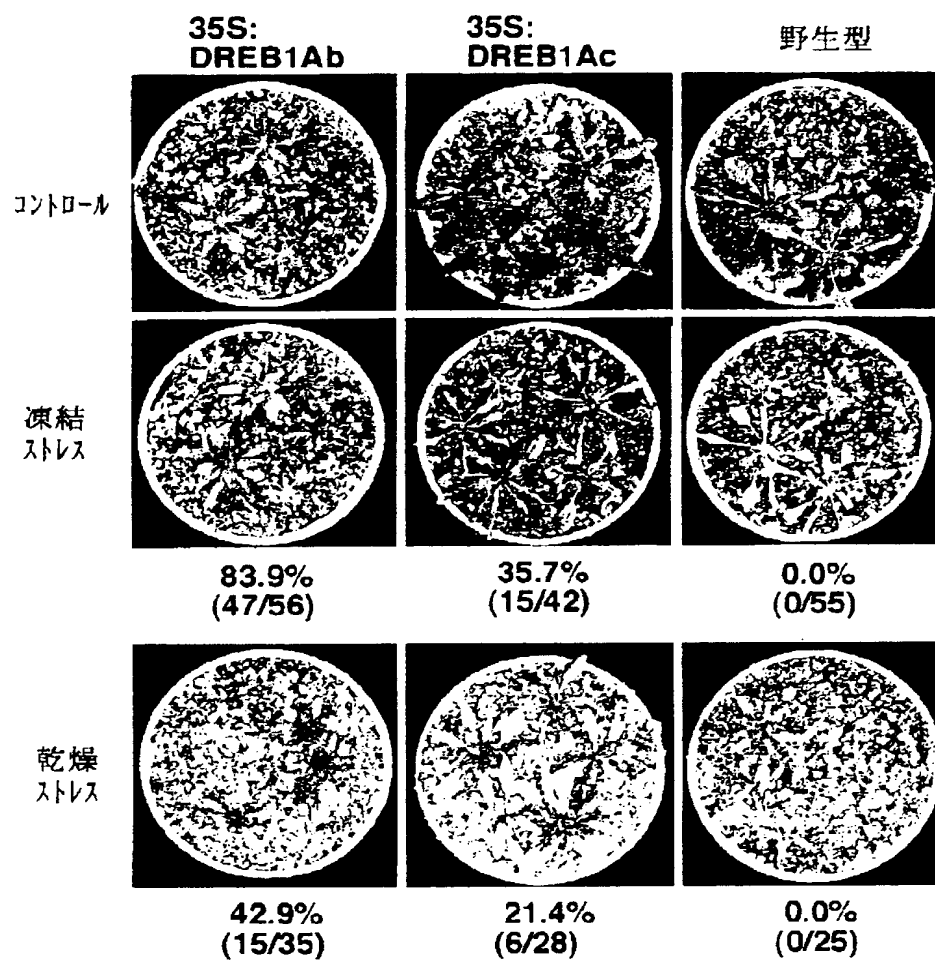 35S:
DREB1Ab
35S:
DREB1Ac
野生型
コントロール
凍結
ストレス
83.9%
(47/56)
35.7%
(15/42)
0.0%
(0/55)
乾燥
ストレス
42.9%
(15/35)
21.4%
(6/28)
0.0%
(0/25)